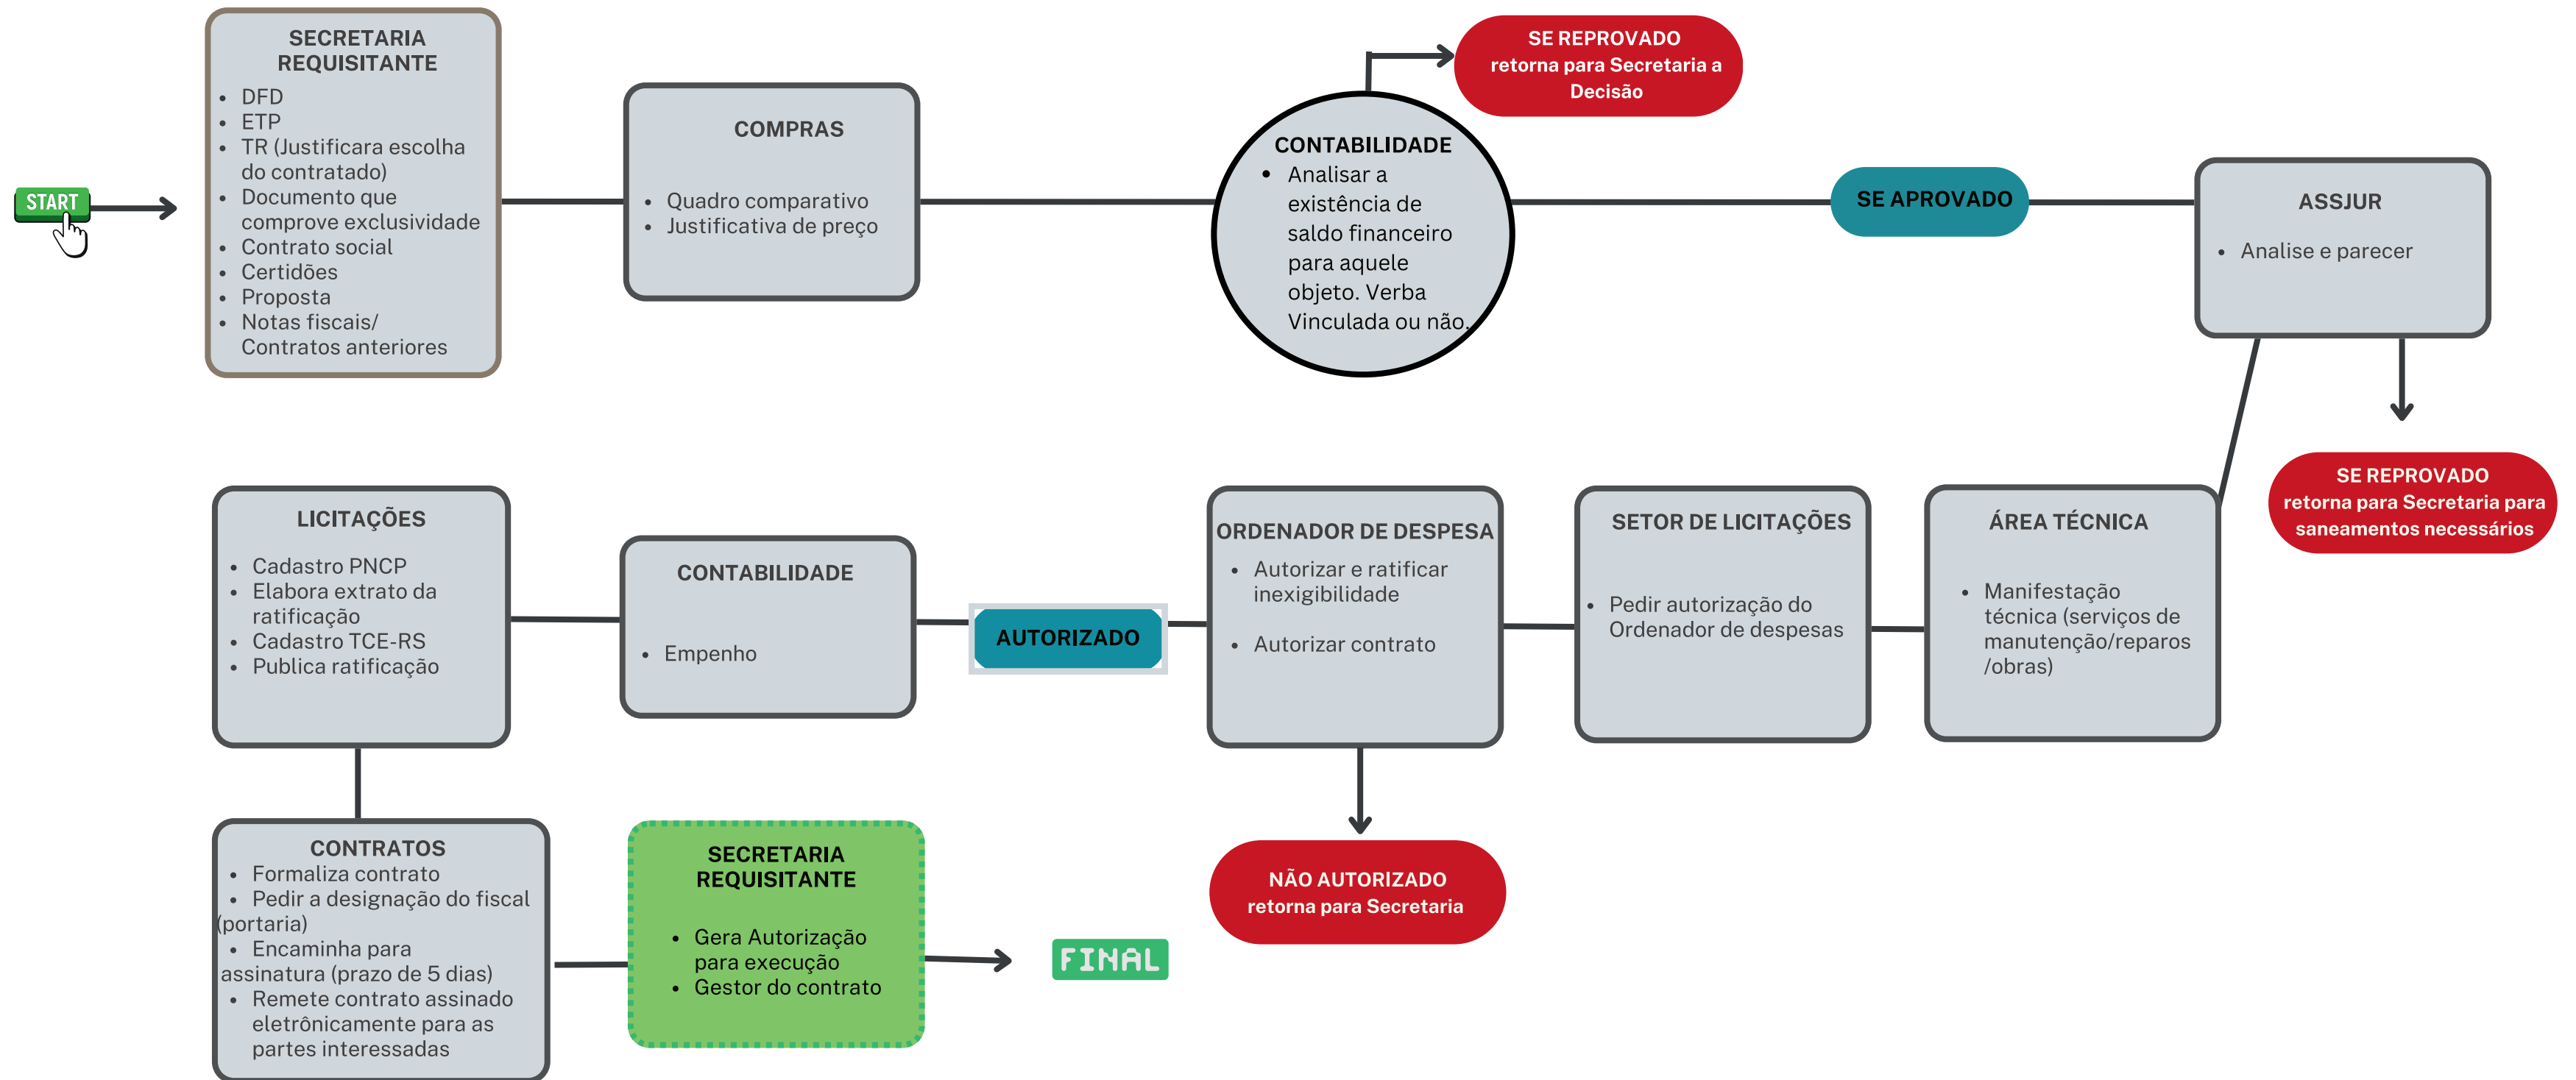 START
SECRETARIA
REQUISITANTE
• DFD
• ETP
• TR (Justificara escolha
do contratado)
• Documento que
comprove exclusividade
• Contrato social
• Certidões
• Proposta
• Notas fiscais/
Contratos anteriores
COMPRAS
• Quadro comparativo
• Justificativa de preço
CONTABILIDADE
• Analisar a
existência de
saldo financeiro
para aquele
objeto. Verba
Vinculada ou não.
SE REPROVADO
retorna para Secretaria a
Decisão
SE APROVADO
ASSJUR
• Analise e parecer
SE REPROVADO
retorna para Secretaria para
saneamentos necessários
ÁREA TÉCNICA
• Manifestação
técnica (serviços de
manutenção/reparos
/obras)
SETOR DE LICITAÇÕES
• Pedir autorização do
Ordenador de despesas
ORDENADOR DE DESPESA
• Autorizar e ratificar
inexigibilidade
• Autorizar contrato
NÃO AUTORIZADO
retorna para Secretaria
AUTORIZADO
CONTABILIDADE
• Empenho
LICITAÇÕES
• Cadastro PNCP
• Elabora extrato da
ratificação
• Cadastro TCE-RS
• Publica ratificação
CONTRATOS
• Formaliza contrato
• Pedir a designação do fiscal
(portaria)
• Encaminha para
assinatura (prazo de 5 dias)
• Remete contrato assinado
eletrônicamente para as
partes interessadas
SECRETARIA
REQUISITANTE
• Gera Autorização
para execução
• Gestor do contrato
FINAL